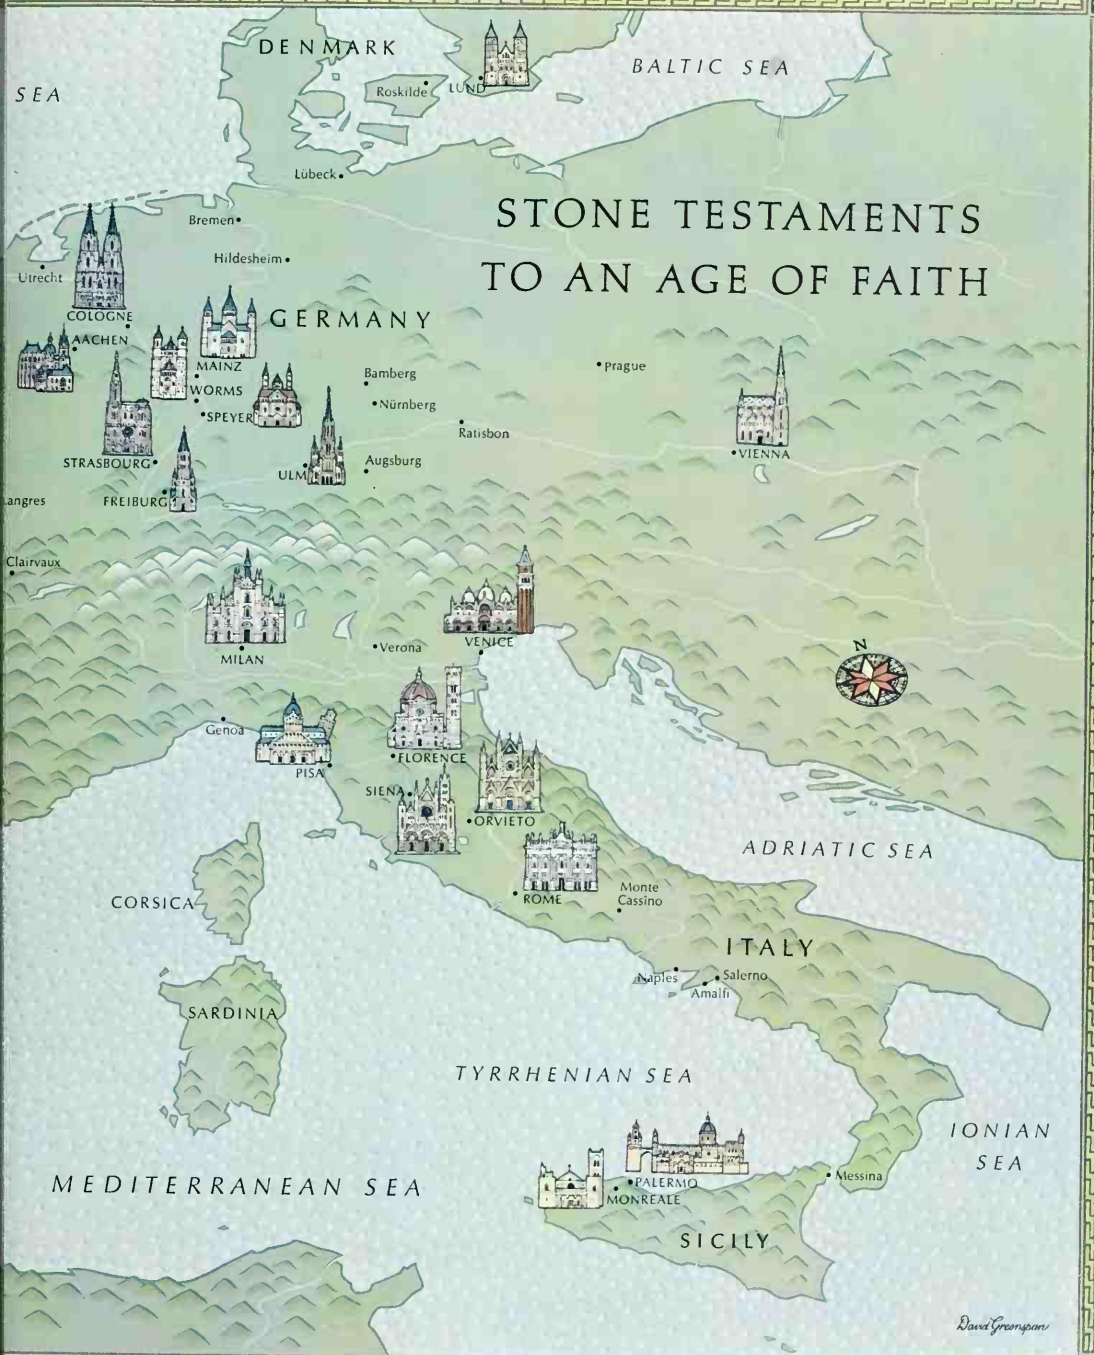 DENMARK
BALTIC SEA
SEA
Roskilde
LUND
Lübeck
Bremen
STONE TESTAMENTS
TO AN AGE OF FAITH
Hildesheim
Utrecht
COLOGNE
GERMANY
AACHEN
MAINZ
Prague
Bamberg
WORMS
Nürnberg
SPEYER
Ratisbon
VIENNA
STRASBOURG
Augsburg
ULM
FREIBURG
Langres
Clairvaux
MILAN
Verona
VENICE
N
Genoa
FLORENCE
PISA
SIENA
ORVIETO
ADRIATIC SEA
CORSICA
ROME
Monte
Cassino
ITALY
Naples
Salerno
Amalfi
SARDINIA
TYRRHENIAN SEA
IONIAN
SEA
MEDITERRANEAN SEA
PALERMO
Messina
MONREALE
SICILY
David Greenspan